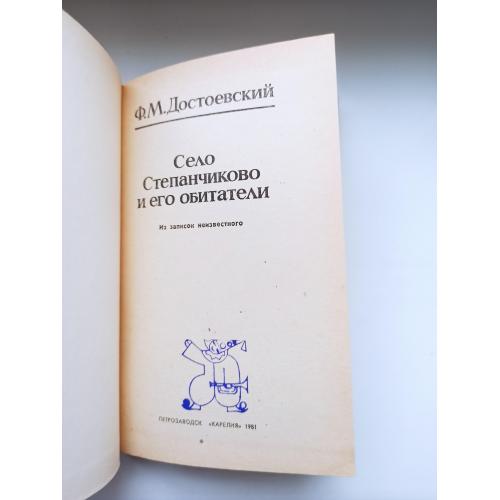 Ф.М.Достоевский
Село
Степанчиково
и его обитатели
Из записок неизвестного
ПЕТРОЗАВОДСК «КАРЕЛИЯ» 1981